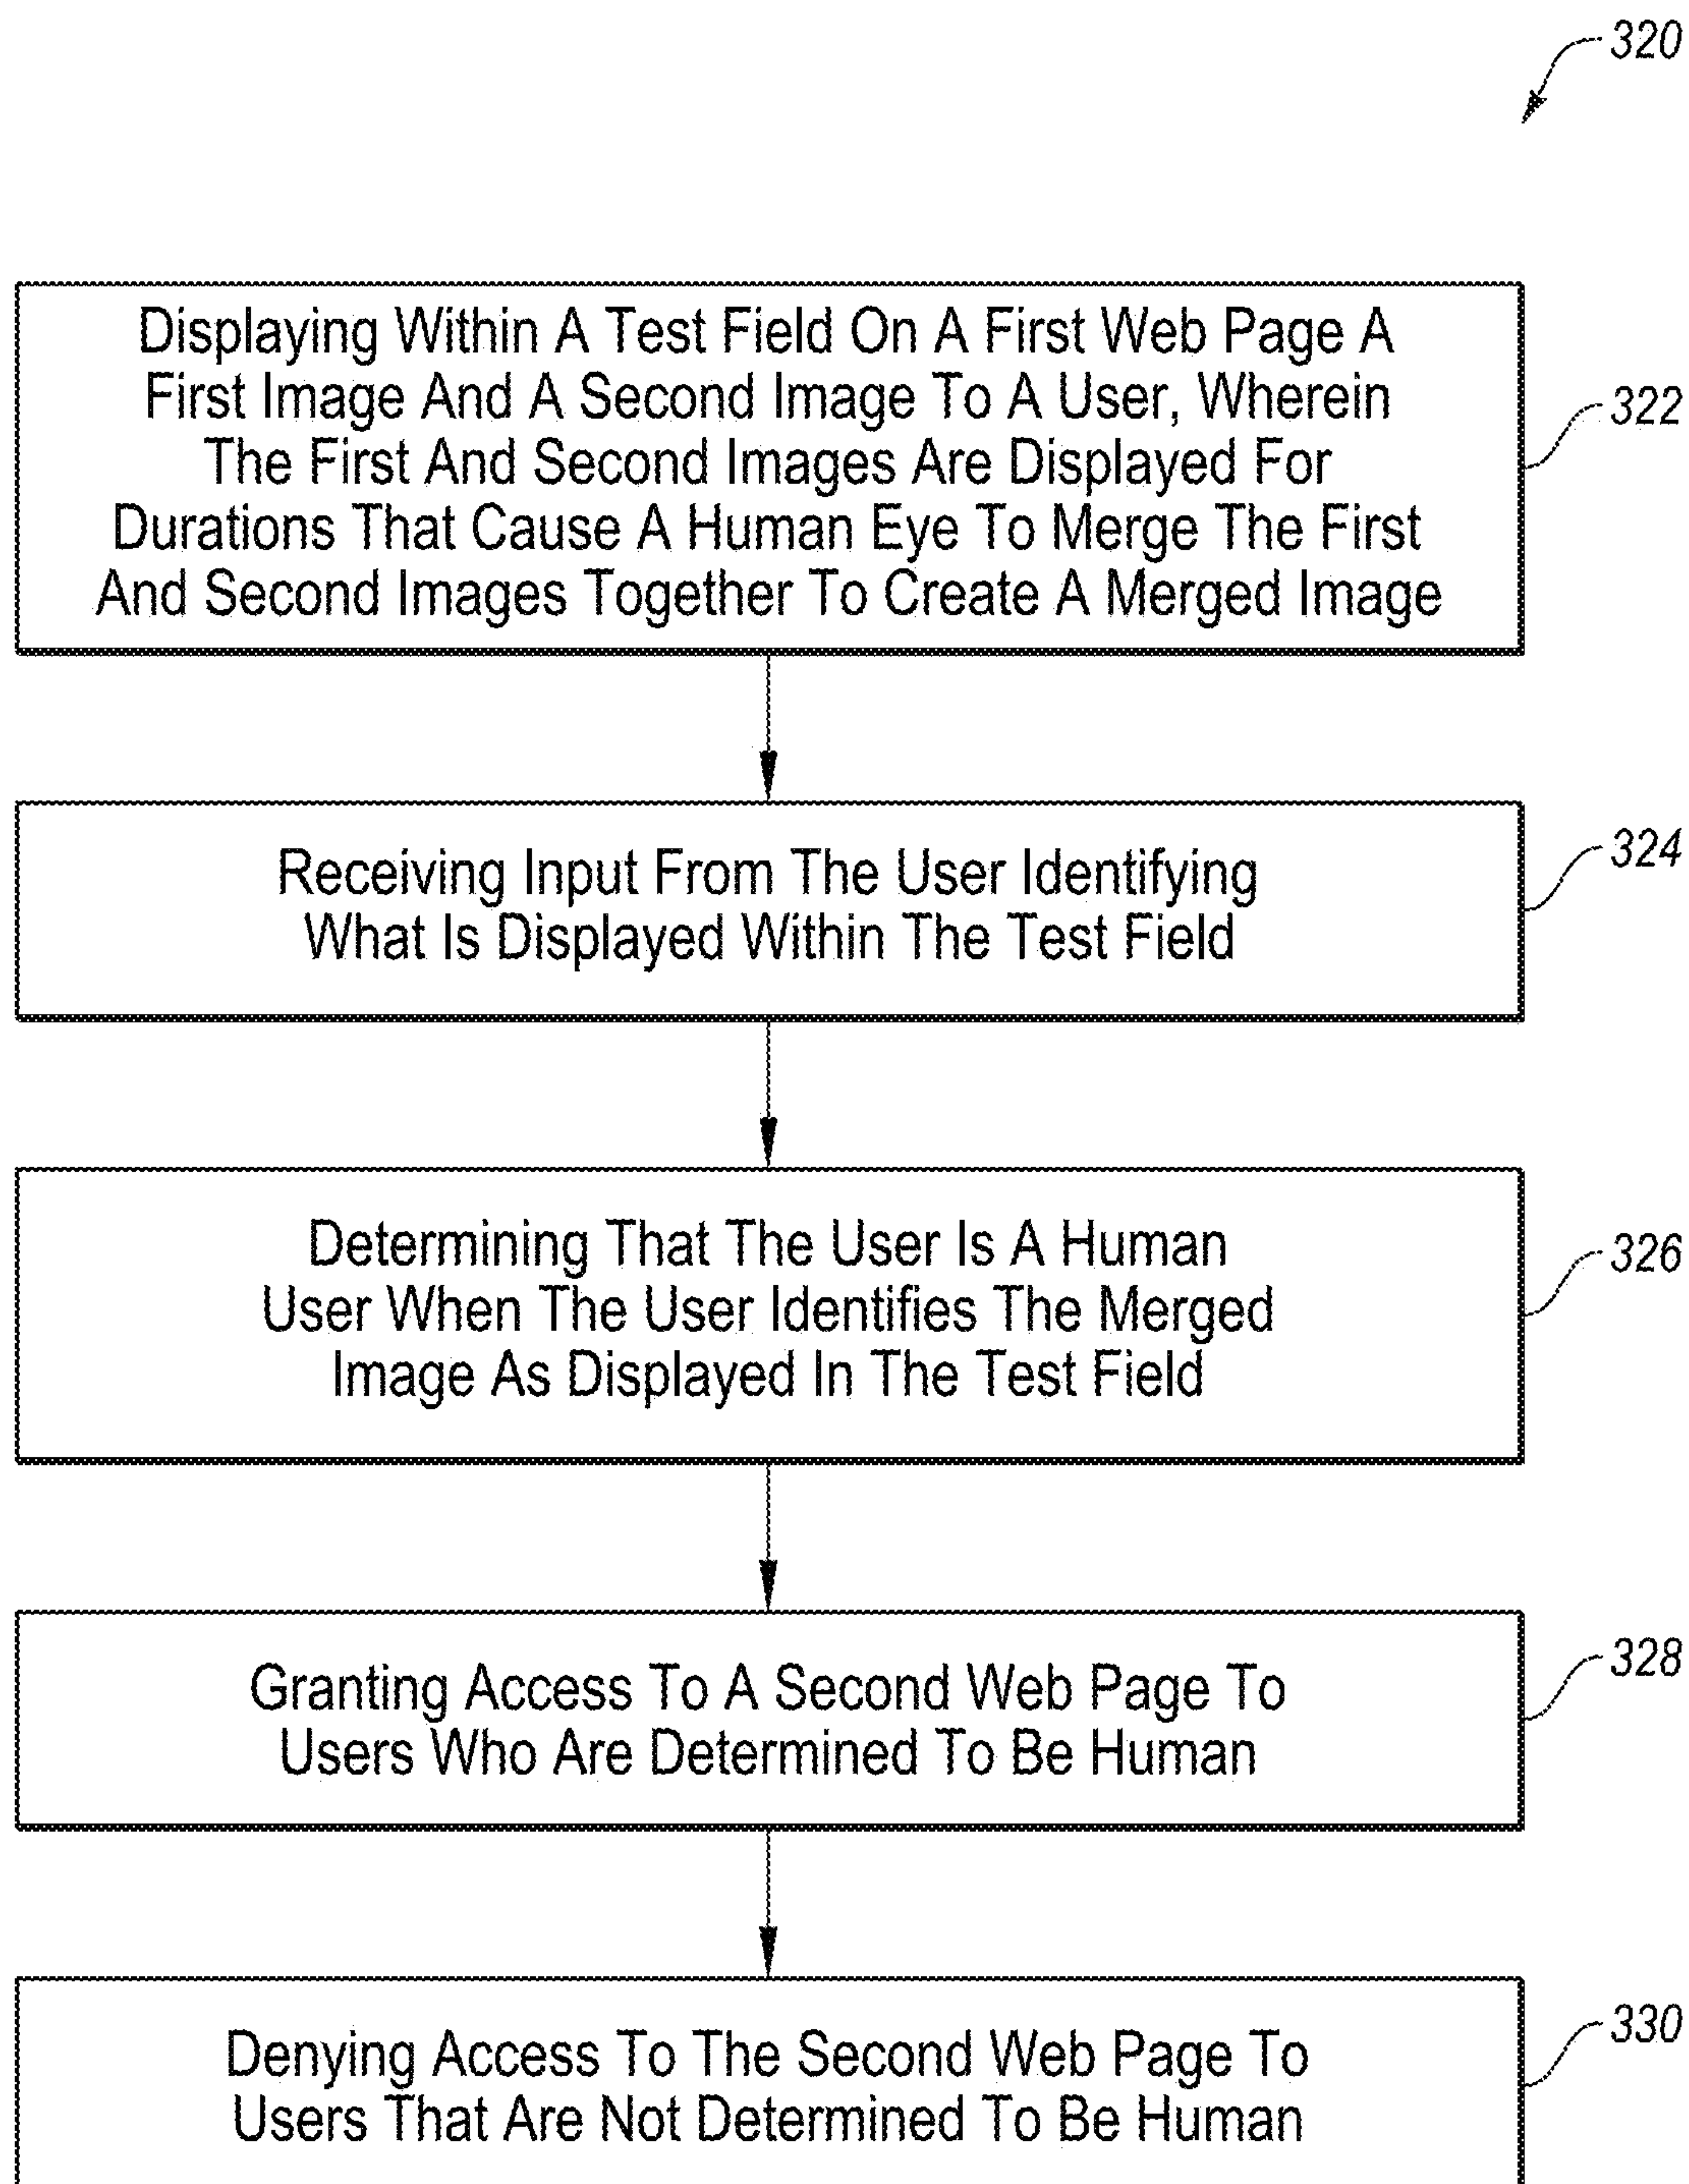 320
Displaying Within A Test Field On A First Web Page A
First Image And A Second Image To A User, Wherein
The First And Second Images Are Displayed For
Durations That Cause A Human Eye To Merge The First
And Second Images Together To Create A Merged Image
322
Receiving Input From The User Identifying
What Is Displayed Within The Test Field
324
Determining That The User Is A Human
User When The User Identifies The Merged
Image As Displayed In The Test Field
326
Granting Access To A Second Web Page To
Users Who Are Determined To Be Human
328
Denying Access To The Second Web Page To
Users That Are Not Determined To Be Human
330